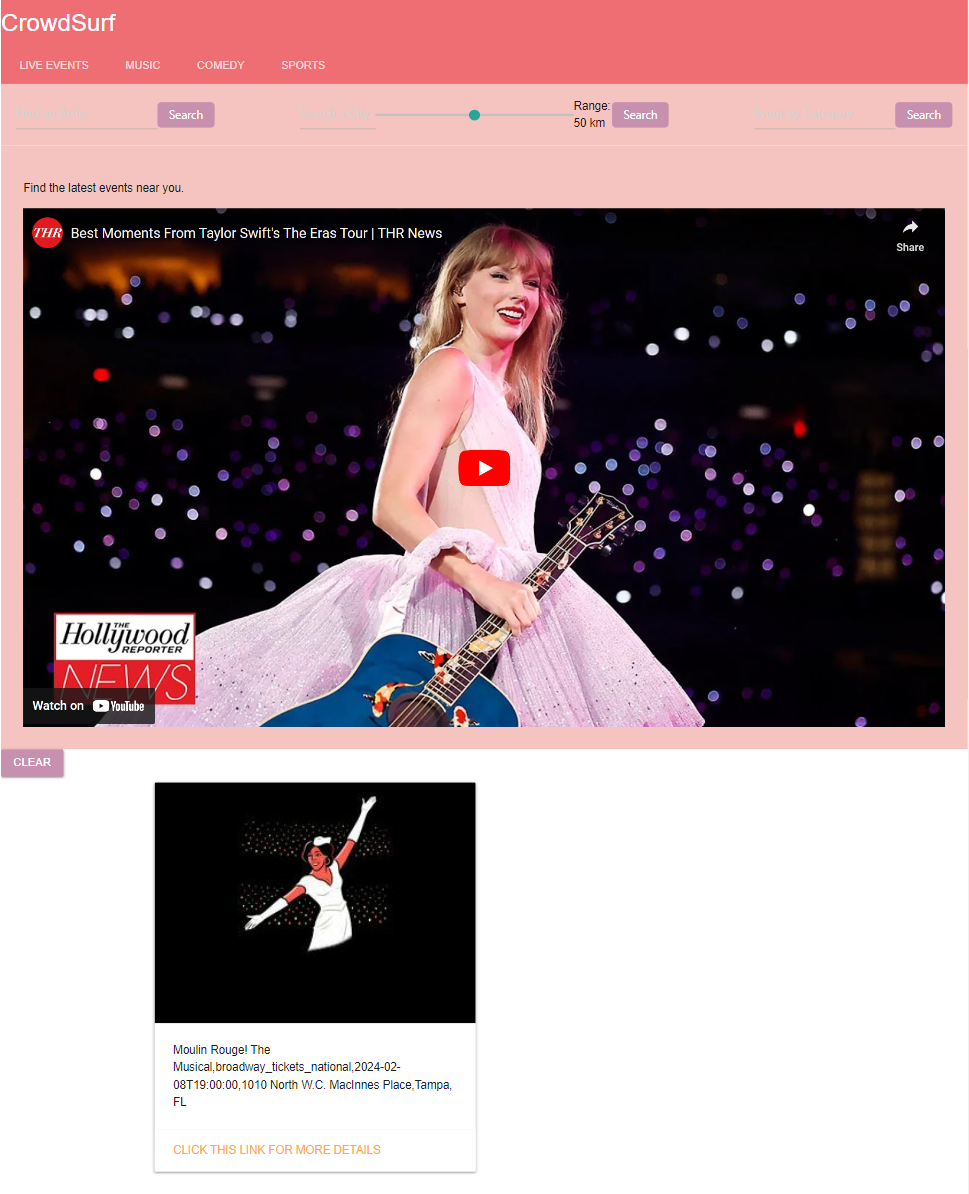 CrowdSurf
LIVE EVENTS MUSIC COMEDY SPORTS
Search
Range:
50 km
Search
Search
Find the latest events near you.
THR
Best Moments From Taylor Swift's The Eras Tour | THR News
Share
THE
Hollywood
REPORTER
NEWS
Watch on YouTube
CLEAR
Moulin Rouge! The
Musical,broadway_tickets_national,2024-02-
08T19:00:00,1010 North W.C. MacInnes Place,Tampa,
FL
CLICK THIS LINK FOR MORE DETAILS